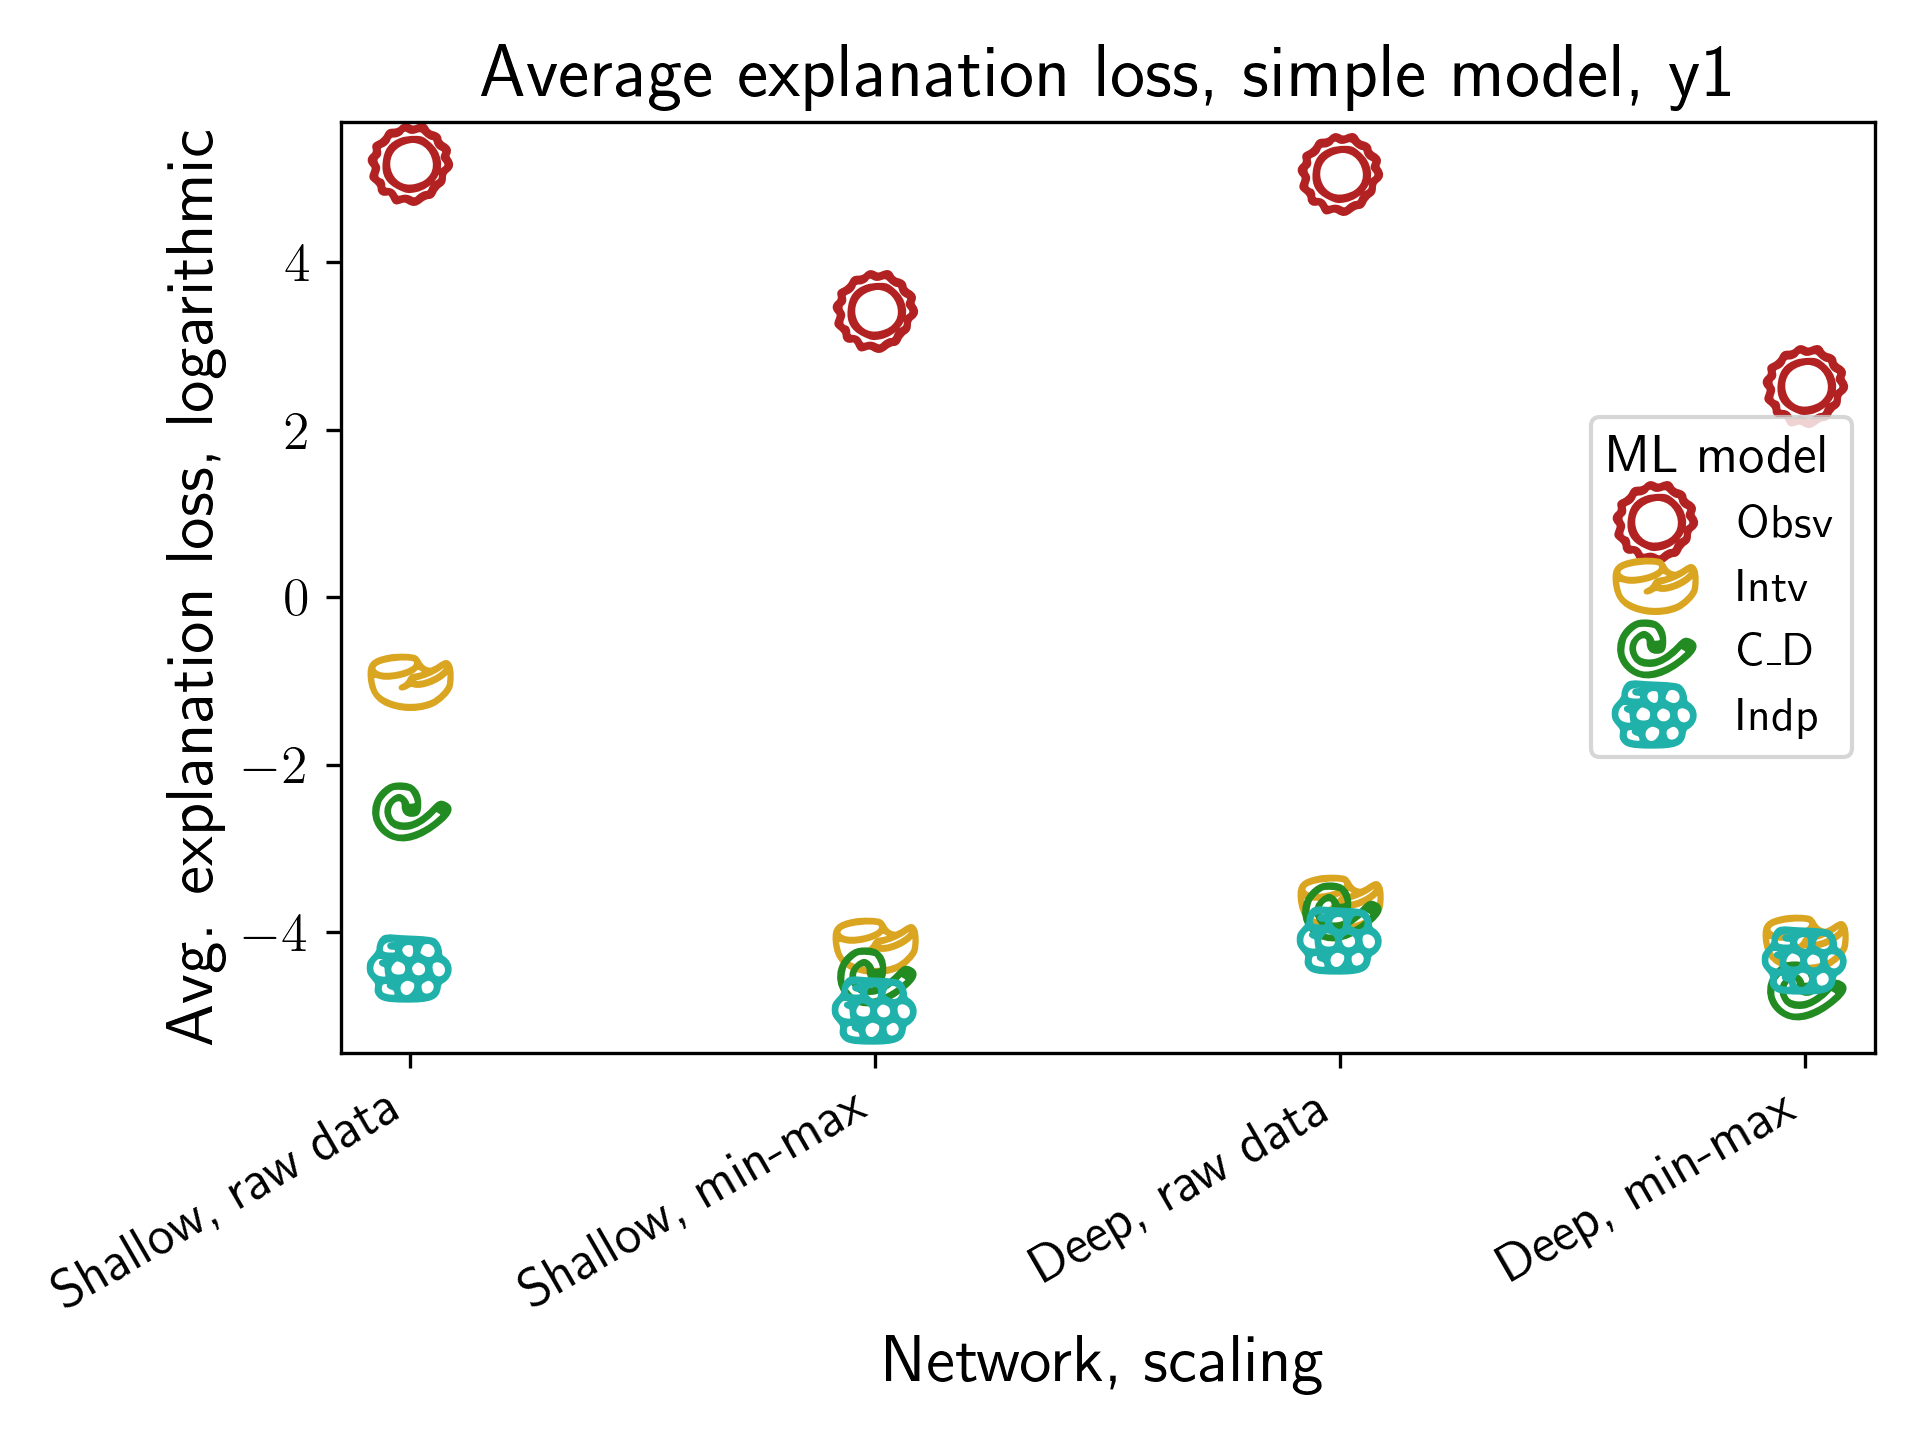 Average explanation loss, simple model, y1
Avg. explanation loss, logarithmic
4
2
0
−2
−4
ML model
Obsv
Intv
C_D
Indp
Shallow, raw data
Shallow, min-max
Deep, raw data
Deep, min-max
Network, scaling